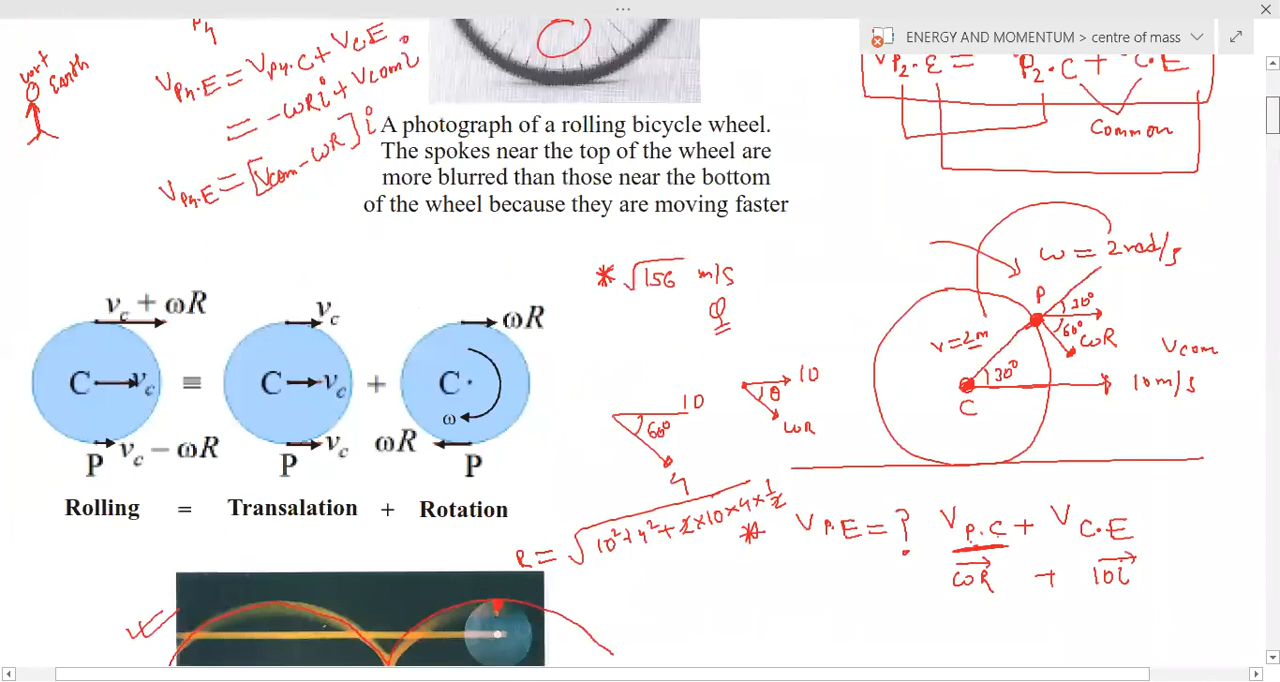 ENERGY AND MOMENTUM > centre of mass
wrt
Earth
P4
VP4.E = VP4.C + VC.E
= -ωRi + Vcom i
VP4.E = [Vcom - ωR] i
VP2.E = P2.C + C.E
Common
A photograph of a rolling bicycle wheel.
The spokes near the top of the wheel are
more blurred than those near the bottom
of the wheel because they are moving faster
vc + ωR
C vc
P vc − ωR
≡
vc
C vc
P vc
+
ωR
C
ω
ωR
P
Rolling = Transalation + Rotation
* √156 m/s
Q
10
60°
4
10
θ
ωR
R = √10² + 4² + 2×10×4×1/2
*
ω = 2 rad/s
P
30°
60°
ωR
r = 2m
30°
C
Vcom
10 m/s
VP.E = ? VP.C + VC.E
ωR + 10i